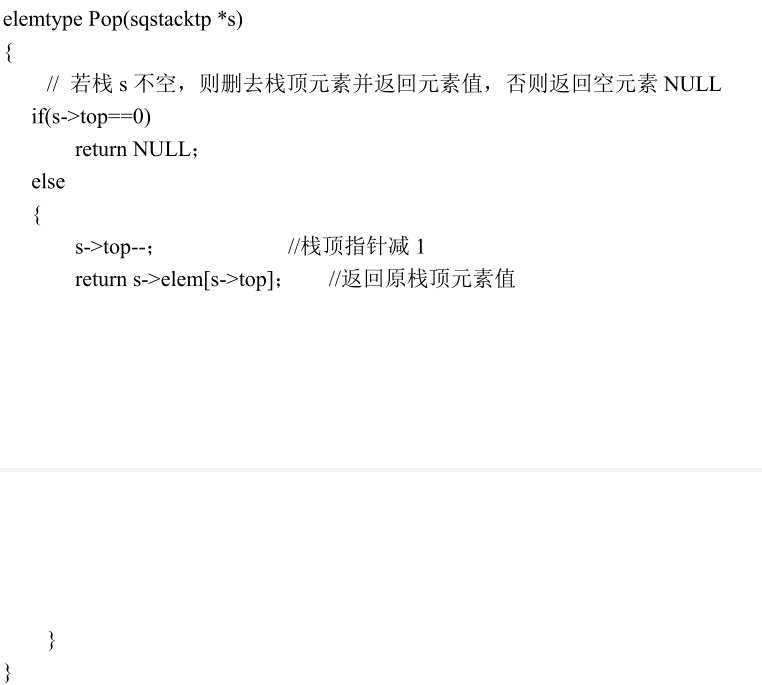 elemtype Pop(sqstacktp *s)
{
// 若栈 s 不空，则删去栈顶元素并返回元素值，否则返回空元素 NULL
if(s->top==0)
return NULL；
else
{
s->top--；  //栈顶指针减 1
return s->elem[s->top]；  //返回原栈顶元素值
}
}